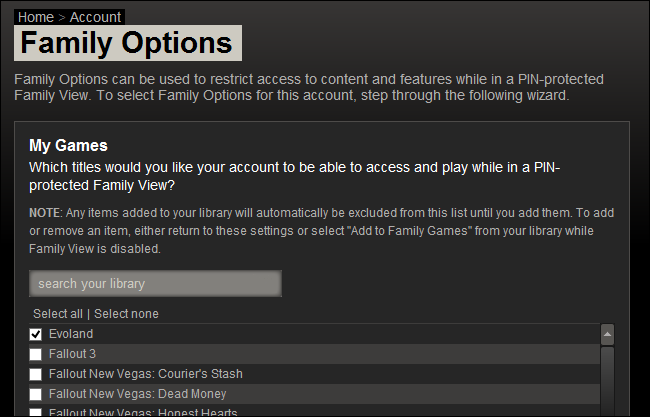 Home > Account
Family Options
Family Options can be used to restrict access to content and features while in a PIN-protected
Family View. To select Family Options for this account, step through the following wizard.
My Games
Which titles would you like your account to be able to access and play while in a PIN-
protected Family View?
NOTE: Any items added to your library will automatically be excluded from this list until you add them. To add
or remove an item, either return to these settings or select "Add to Family Games" from your library while
Family View is disabled.
search your library
Select all | Select none
Evoland
Fallout 3
Fallout New Vegas: Courier's Stash
Fallout New Vegas: Dead Money
Fallout New Vegas: Honest Hearts